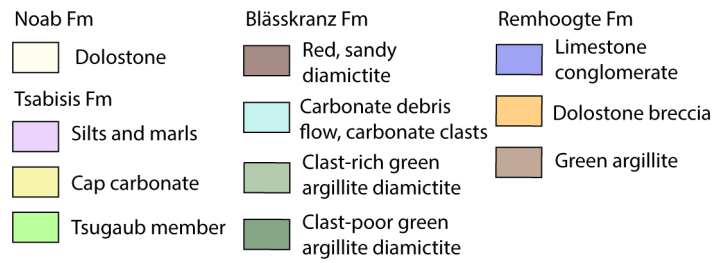 Noab Fm
Dolostone
Tsabisis Fm
Silts and marls
Cap carbonate
Tsugaub member
Blässkranz Fm
Red, sandy
diamictite
Carbonate debris
flow, carbonate clasts
Clast-rich green
argillite diamictite
Clast-poor green
argillite diamictite
Remhoogte Fm
Limestone
conglomerate
Dolostone breccia
Green argillite